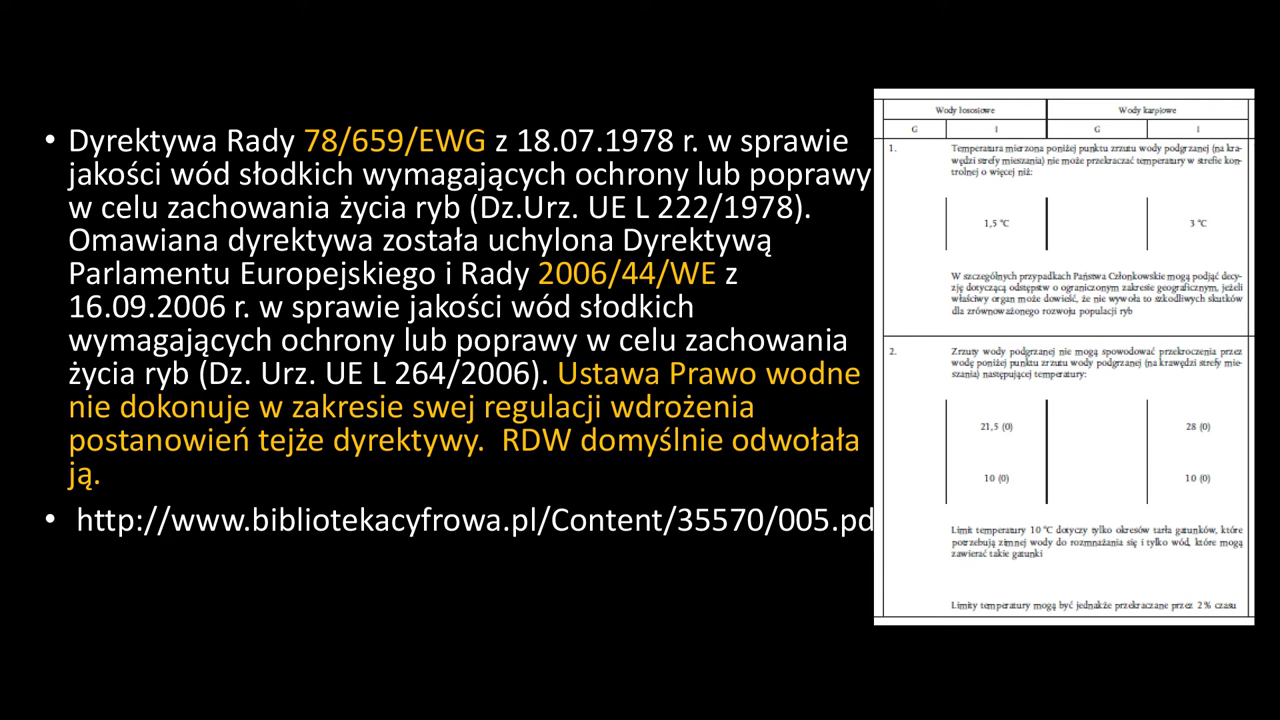 • Dyrektywa Rady 78/659/EWG z 18.07.1978 r. w sprawie
jakości wód słodkich wymagających ochrony lub poprawy
w celu zachowania życia ryb (Dz.Urz. UE L 222/1978).
Omawiana dyrektywa została uchylona Dyrektywą
Parlamentu Europejskiego i Rady 2006/44/WE z
16.09.2006 r. w sprawie jakości wód słodkich
wymagających ochrony lub poprawy w celu zachowania
życia ryb (Dz. Urz. UE L 264/2006). Ustawa Prawo wodne
nie dokonuje w zakresie swej regulacji wdrożenia
postanowień tejże dyrektywy. RDW domyślnie odwołała
ją.
• http://www.bibliotekacyfrowa.pl/Content/35570/005.pd
Wody łososiowe Wody karpiowe
G I G I
1. Temperatura mierzona poniżej punktu zrzutu wody podgrzanej (na kra-
wędzi strefy mieszania) nie może przekraczać temperatury w strefie kon-
trolnej o więcej niż:
1,5 °C 3 °C
W szczególnych przypadkach Państwa Członkowskie mogą podjąć decy-
zję dotyczącą odstępstw o ograniczonym zakresie geograficznym, jeżeli
właściwy organ może dowieść, że nie wywoła to szkodliwych skutków
dla zrównoważonego rozwoju populacji ryb
2. Zrzuty wody podgrzanej nie mogą spowodować przekroczenia przez
wodę poniżej punktu zrzutu wody podgrzanej (na krawędzi strefy mie-
szania) następującej temperatury:
21,5 (0) 28 (0)
10 (0) 10 (0)
Limit temperatury 10 °C dotyczy tylko okresów tarła gatunków, które
potrzebują zimnej wody do rozmnażania się i tylko wód, które mogą
zawierać takie gatunki
Limity temperatury mogą być jednakże przekraczane przez 2 % czasu